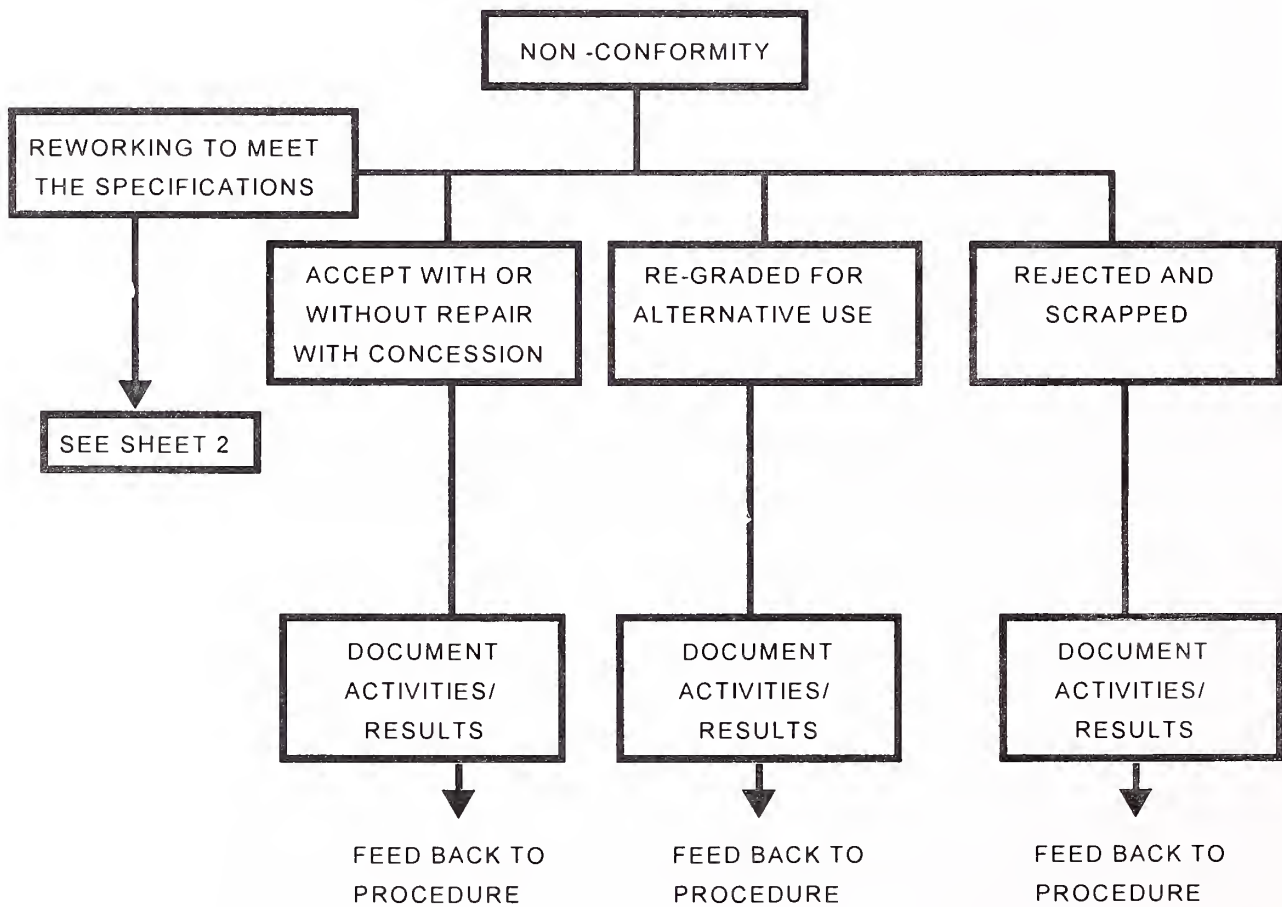 NON -CONFORMITY
REWORKING TO MEET
THE SPECIFICATIONS
ACCEPT WITH OR
WITHOUT REPAIR
WITH CONCESSION
RE-GRADED FOR
ALTERNATIVE USE
REJECTED AND
SCRAPPED
SEE SHEET 2
DOCUMENT
ACTIVITIES/
RESULTS
DOCUMENT
ACTIVITIES/
RESULTS
DOCUMENT
ACTIVITIES/
RESULTS
FEED BACK TO
PROCEDURE
FEED BACK TO
PROCEDURE
FEED BACK TO
PROCEDURE